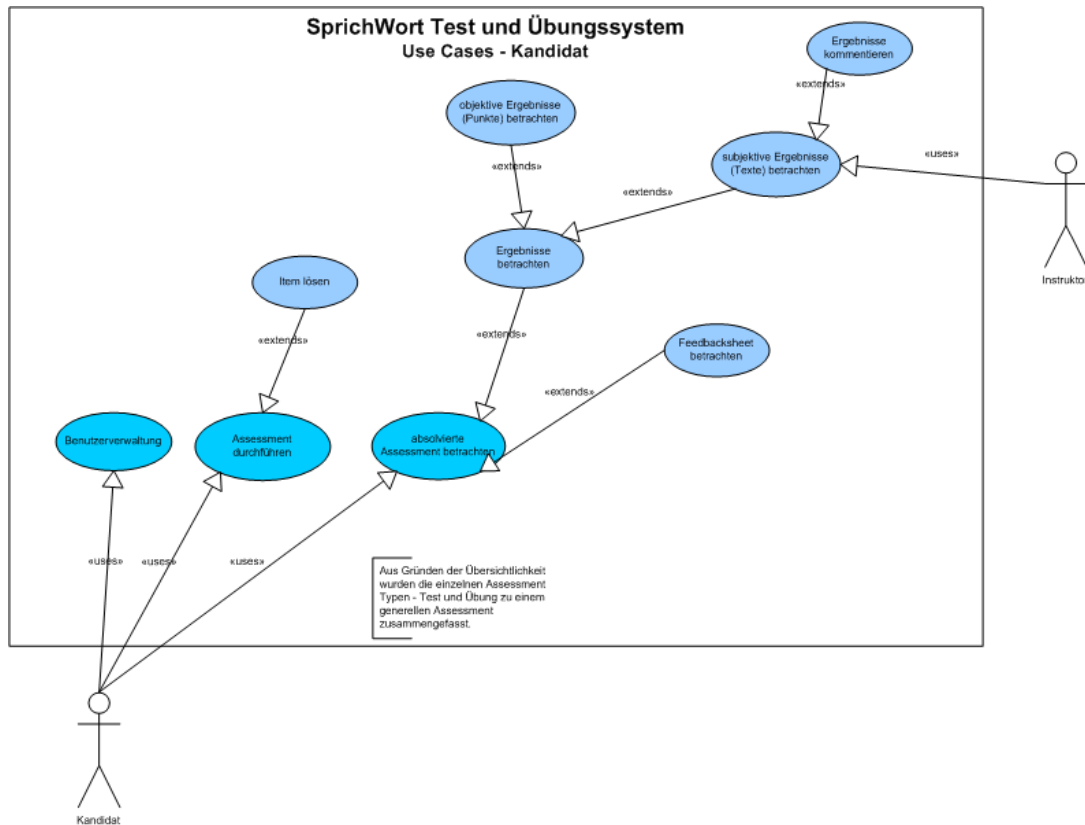 SprichWort Test und Übungssystem
Use Cases - Kandidat
Ergebnisse
kommentieren
«extends»
objektive Ergebnisse
(Punkte) betrachten
«extends»
subjektive Ergebnisse
(Texte) betrachten
«uses»
«extends»
Instruktor
Ergebnisse
betrachten
Item lösen
«extends»
«extends»
Feedbacksheet
betrachten
«extends»
Benutzerverwaltung
Assessment
durchführen
absolvierte
Assessment betrachten
«uses»
«uses»
«uses»
Aus Gründen der Übersichtlichkeit
wurden die einzelnen Assessment
Typen - Test und Übung zu einem
generellen Assessment
zusammengefasst.
Kandidat